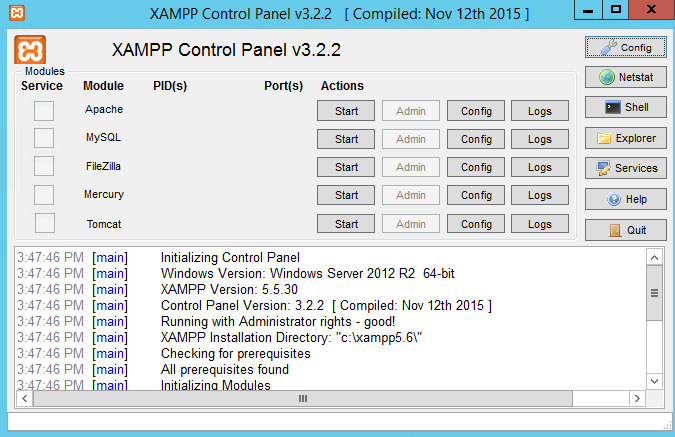 XAMPP Control Panel v3.2.2 [ Compiled: Nov 12th 2015 ]
XAMPP Control Panel v3.2.2
Config
Modules
Service Module PID(s) Port(s) Actions
Netstat
Apache Start Admin Config Logs
Shell
MySQL Start Admin Config Logs
Explorer
FileZilla Start Admin Config Logs
Services
Mercury Start Admin Config Logs
Help
Tomcat Start Admin Config Logs
Quit
3:47:46 PM [main] Initializing Control Panel
3:47:46 PM [main] Windows Version: Windows Server 2012 R2 64-bit
3:47:46 PM [main] XAMPP Version: 5.5.30
3:47:46 PM [main] Control Panel Version: 3.2.2 [ Compiled: Nov 12th 2015 ]
3:47:46 PM [main] Running with Administrator rights - good!
3:47:46 PM [main] XAMPP Installation Directory: "c:\xampp5.6\"
3:47:46 PM [main] Checking for prerequisites
3:47:46 PM [main] All prerequisites found
3:47:46 PM [main] Initializing Modules